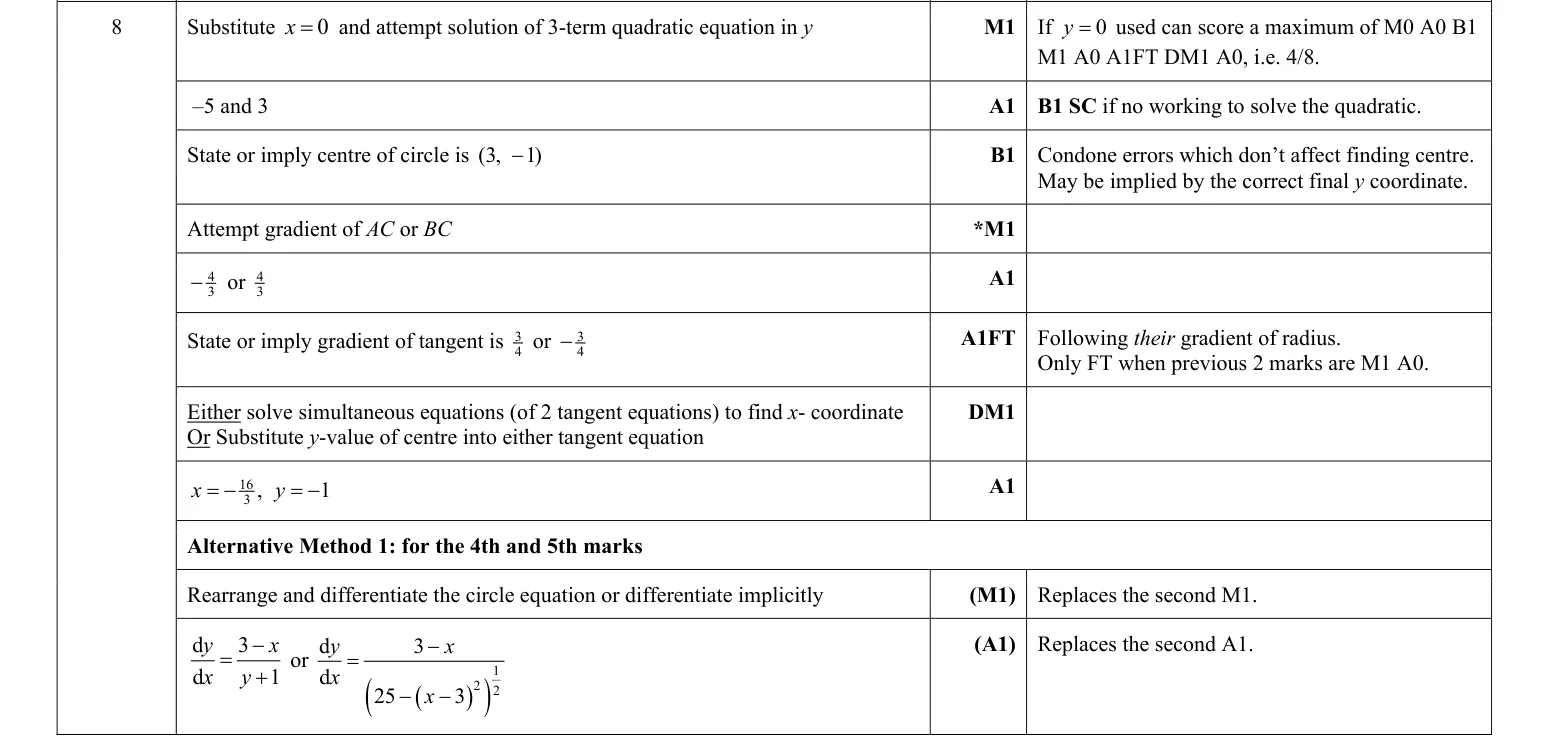 8 Substitute x = 0 and attempt solution of 3-term quadratic equation in y M1 If y = 0 used can score a maximum of M0 A0 B1
M1 A0 A1FT DM1 A0, i.e. 4/8.
–5 and 3 A1 B1 SC if no working to solve the quadratic.
State or imply centre of circle is (3, −1) B1 Condone errors which don’t affect finding centre.
May be implied by the correct final y coordinate.
Attempt gradient of AC or BC *M1
−4/3 or 4/3 A1
State or imply gradient of tangent is 3/4 or −3/4 A1FT Following their gradient of radius.
Only FT when previous 2 marks are M1 A0.
Either solve simultaneous equations (of 2 tangent equations) to find x- coordinate DM1
Or Substitute y-value of centre into either tangent equation
x = −16/3, y = −1 A1
Alternative Method 1: for the 4th and 5th marks
Rearrange and differentiate the circle equation or differentiate implicitly (M1) Replaces the second M1.
dy/dx = (3 − x)/(y + 1) or dy/dx = (3 − x)/(25 − (x − 3)²)^(1/2) (A1) Replaces the second A1.